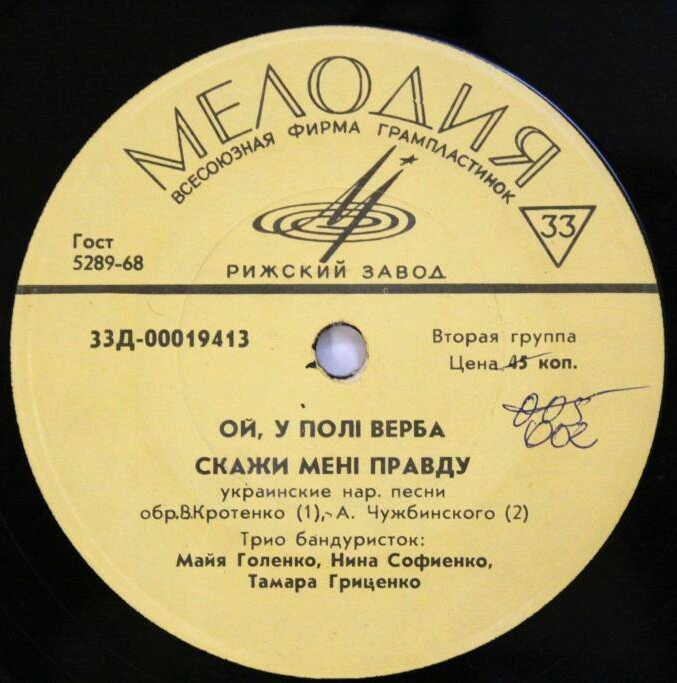 МЕЛОДИЯ
ВСЕСОЮЗНАЯ ФИРМА ГРАМПЛАСТИНОК
33
Гост
5289-68
РИЖСКИЙ ЗАВОД
33Д-00019413
Вторая группа
Цена 45 коп.
005
002
ОЙ, У ПОЛІ ВЕРБА
СКАЖИ МЕНІ ПРАВДУ
украинские нар. песни
обр.В.Кротенко (1), А. Чужбинского (2)
Трио бандуристок:
Майя Голенко, Нина Софиенко,
Тамара Гриценко